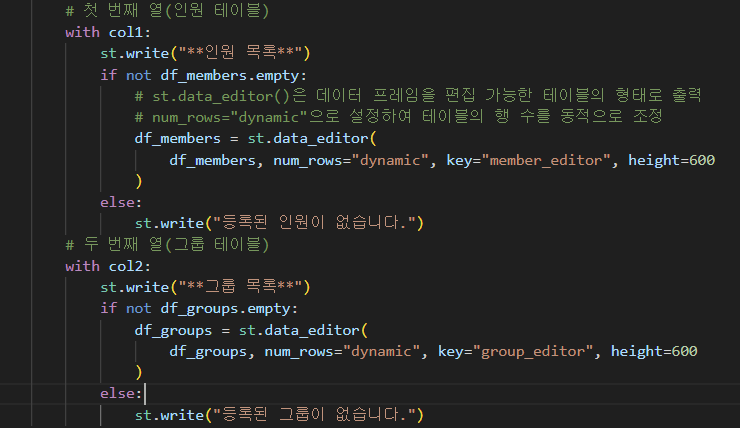 # 첫 번째 열(인원 테이블)
with col1:
st.write("**인원 목록**")
if not df_members.empty:
# st.data_editor()은 데이터 프레임을 편집 가능한 테이블의 형태로 출력
# num_rows="dynamic"으로 설정하여 테이블의 행 수를 동적으로 조정
df_members = st.data_editor(
df_members, num_rows="dynamic", key="member_editor", height=600
)
else:
st.write("등록된 인원이 없습니다.")
# 두 번째 열(그룹 테이블)
with col2:
st.write("**그룹 목록**")
if not df_groups.empty:
df_groups = st.data_editor(
df_groups, num_rows="dynamic", key="group_editor", height=600
)
else:
st.write("등록된 그룹이 없습니다.")